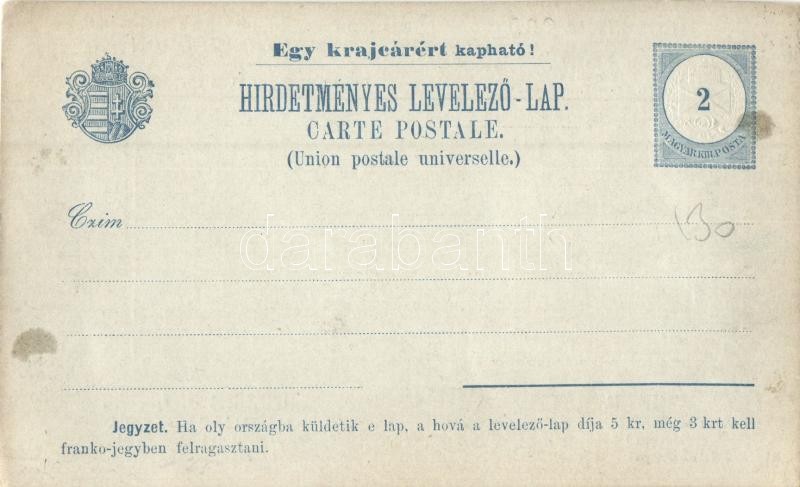 Egy krajcárért kapható!
HIRDETMÉNYES LEVELEZŐ-LAP.
CARTE POSTALE.
(Union postale universelle.)
2
MAGYAR KIR. POSTA
Czim
130
darabanth
Jegyzet. Ha oly országba küldetik e lap, a hová a levelező-lap díja 5 kr, még 3 krt kell
franko-jegyben felragasztani.